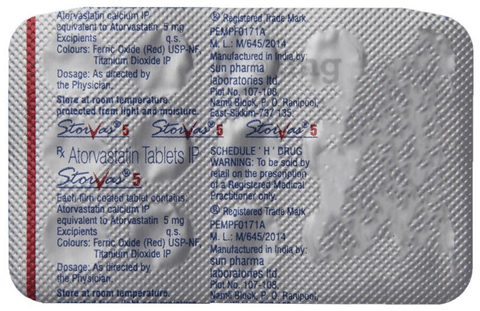 Atorvastatin calcium IP
equivalent to Atorvastatin 5 mg
Excipients q.s.
Colours: Ferric Oxide (Red) USP-NF,
Titanium Dioxide IP
Dosage: As directed by
the Physician.
Store at room temperature,
protected from light and moisture.
Storvas® 5
Rx Atorvastatin Tablets IP
Storvas® 5
Each film coated tablet contains:
Atorvastatin calcium IP
equivalent to Atorvastatin 5 mg
Excipients q.s.
Colours: Ferric Oxide (Red) USP-NF,
Titanium Dioxide IP
Dosage: As directed by
the Physician.
Store at room temperature,
protected from light and moisture.
® Registered Trade Mark
PEMPF0171A
M. L.: M/645/2014
Manufactured in India by:
sun pharma
laboratories ltd.
Plot No. 107-108,
Namli Block, P. O. Ranipool,
East-Sikkim-737 135.
Storvas® 5 Storvas® 5
SCHEDULE 'H' DRUG
WARNING: To be sold by
retail on the prescription
of a Registered Medical
Practitioner only.
® Registered Trade Mark
PEMPF0171A
M. L.: M/645/2014
Manufactured in India by:
sun pharma
laboratories ltd.
Plot No. 107-108,
Namli Block, P. O. Ranipool,